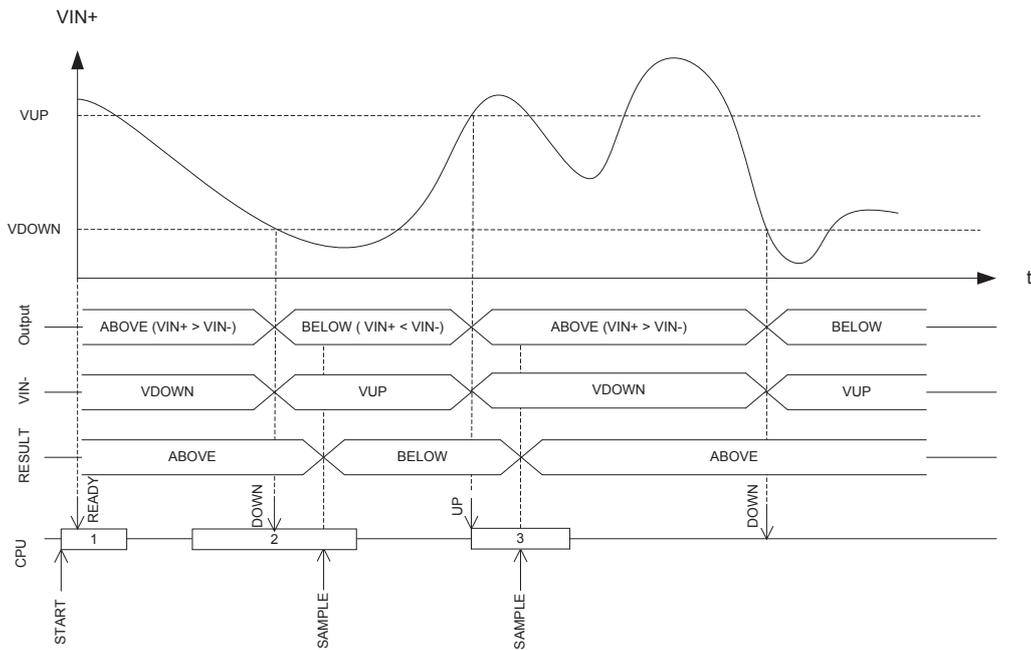 VIN+
VUP
VDOWN
t
Output
ABOVE (VIN+ > VIN-)
BELOW ( VIN+ < VIN-)
ABOVE (VIN+ > VIN-)
BELOW
VIN-
VDOWN
VUP
VDOWN
VUP
RESULT
ABOVE
BELOW
ABOVE
READY
DOWN
UP
DOWN
CPU
1
2
3
START
SAMPLE
SAMPLE